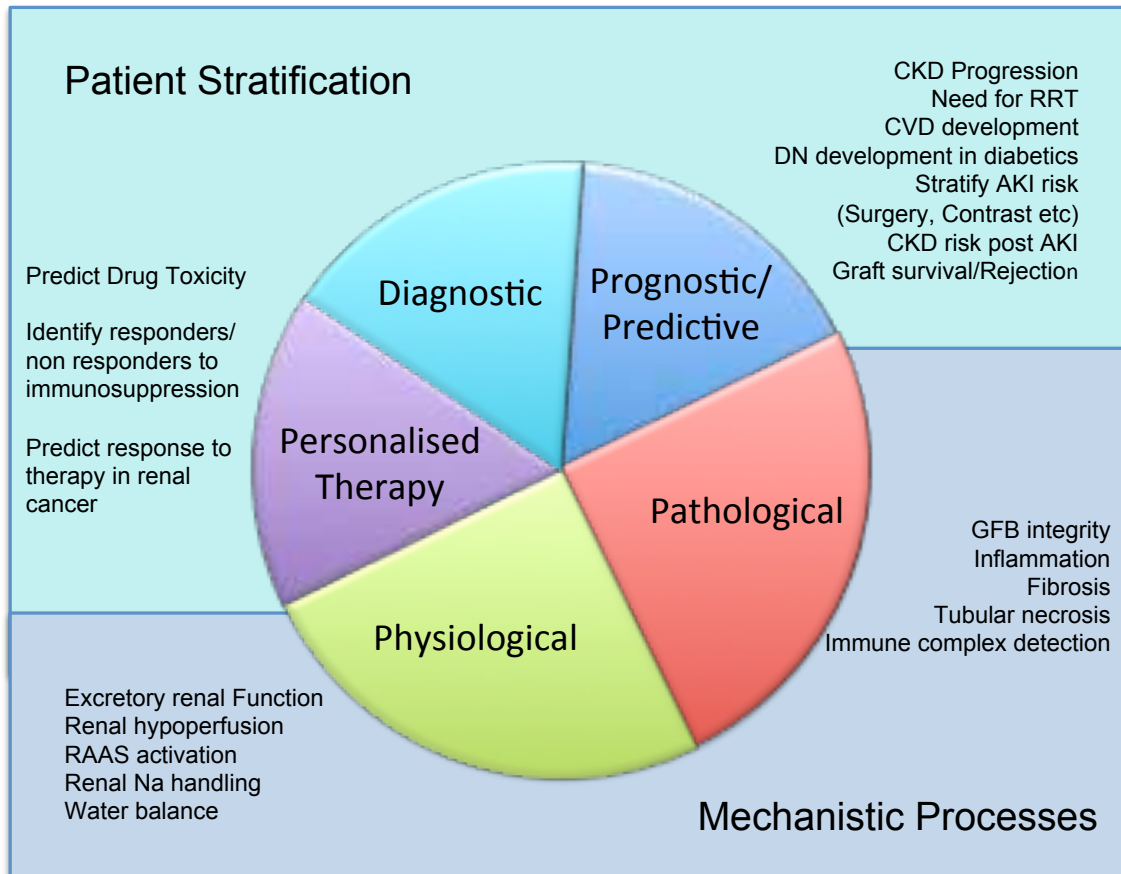 Patient Stratification
CKD Progression
Need for RRT
CVD development
DN development in diabetics
Stratify AKI risk
(Surgery, Contrast etc)
CKD risk post AKI
Graft survival/Rejection
Predict Drug Toxicity
Identify responders/
non responders to
immunosuppression
Predict response to
therapy in renal
cancer
Diagnostic
Prognostic/
Predictive
Personalised
Therapy
Pathological
Physiological
GFB integrity
Inflammation
Fibrosis
Tubular necrosis
Immune complex detection
Excretory renal Function
Renal hypoperfusion
RAAS activation
Renal Na handling
Water balance
Mechanistic Processes